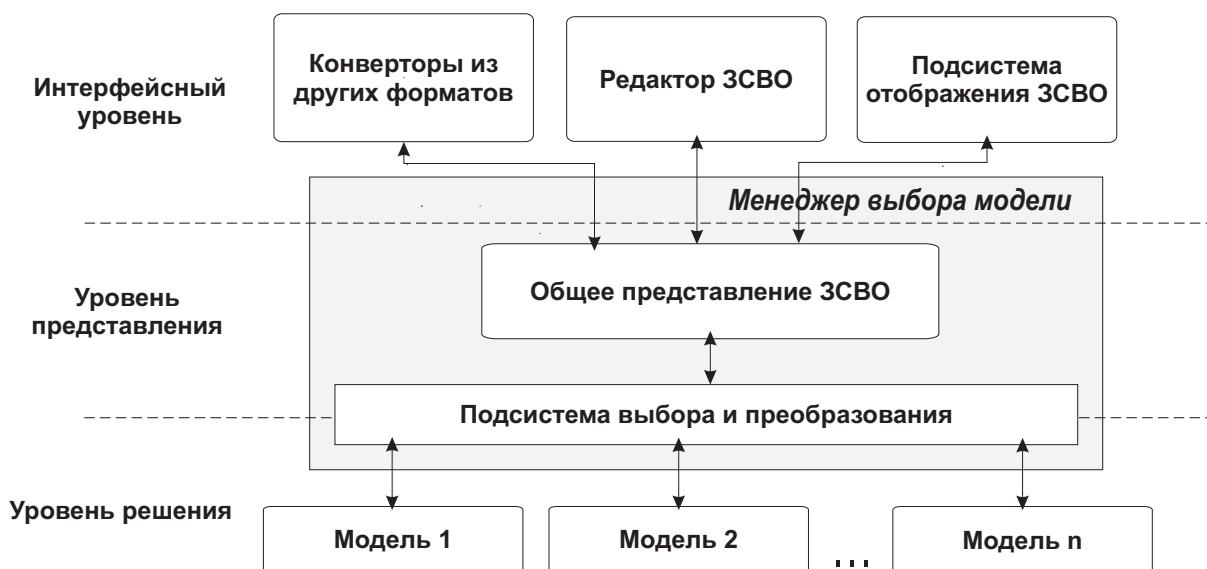 Интерфейсный
уровень
Конверторы из
других форматов
Редактор ЗСВО
Подсистема
отображения ЗСВО
Менеджер выбора модели
Уровень
представления
Общее представление ЗСВО
Подсистема выбора и преобразования
Уровень решения
Модель 1
Модель 2
...
Модель n